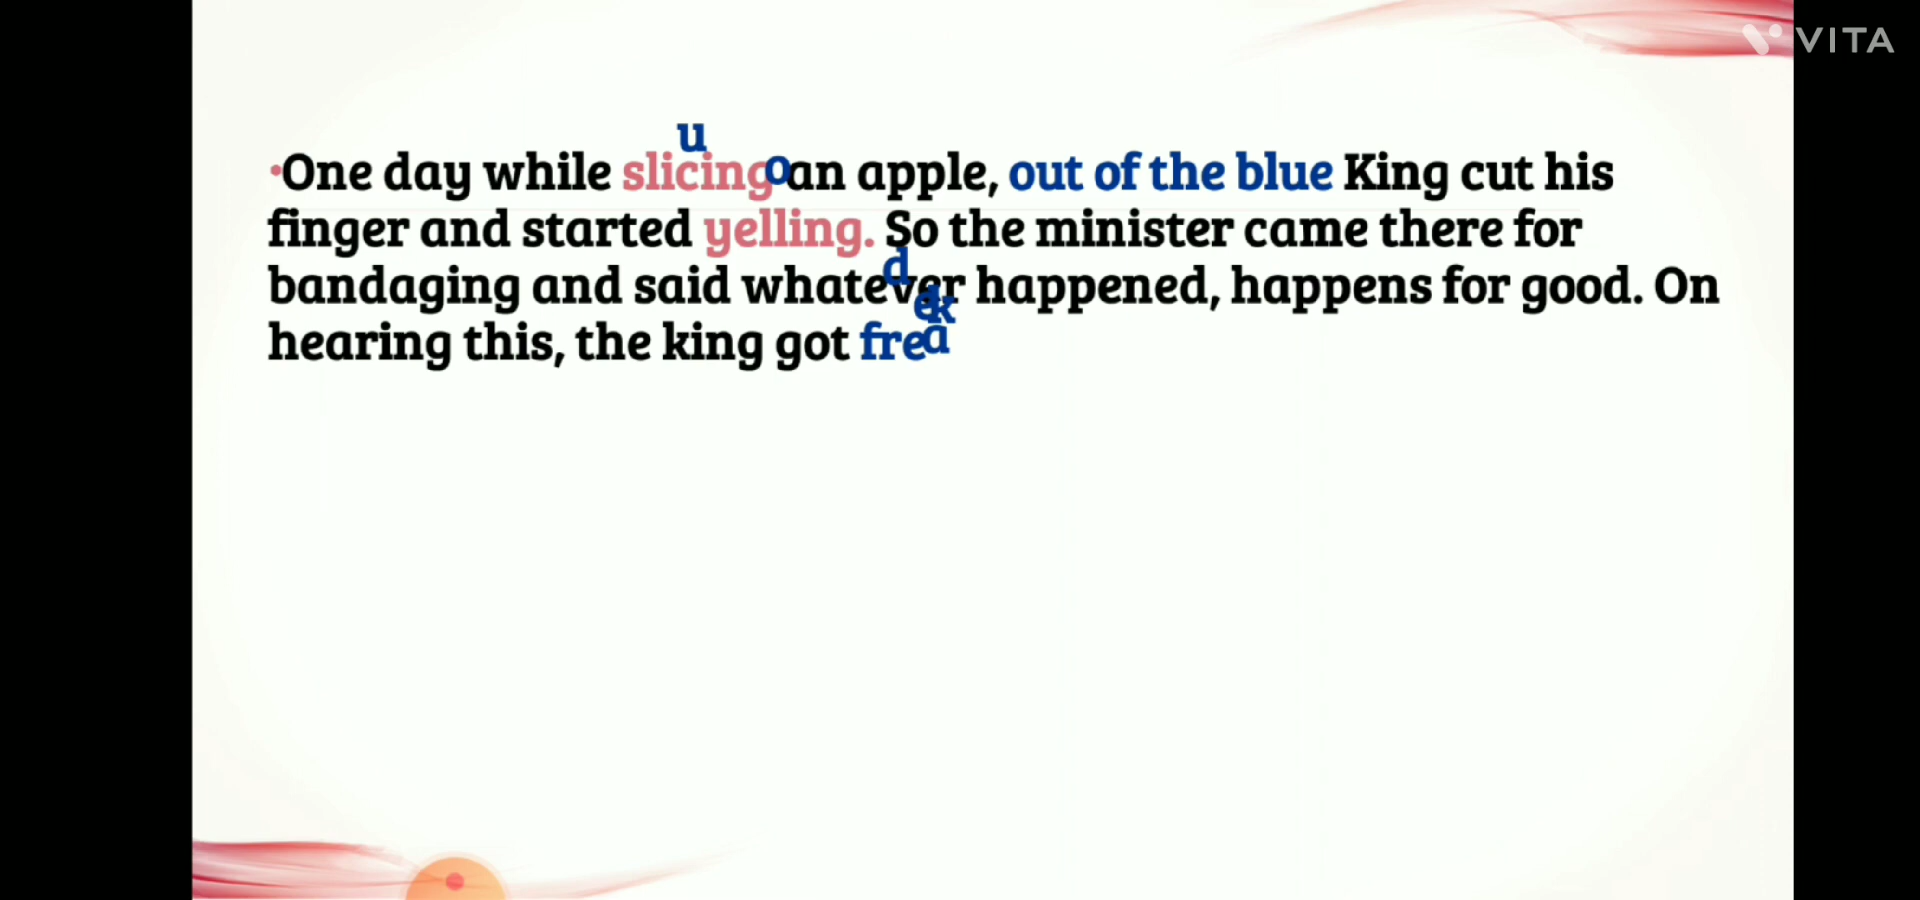 VITA
•One day while slicing an apple, out of the blue King cut his
finger and started yelling. So the minister came there for
bandaging and said whatever happened, happens for good. On
hearing this, the king got fre